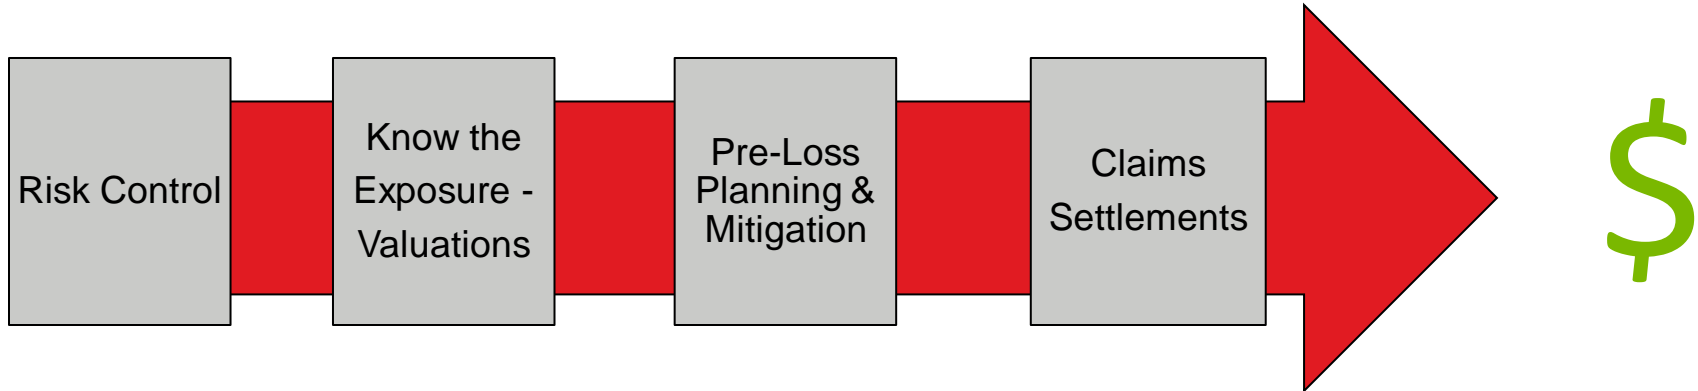 Risk Control
Know the
Exposure -
Valuations
Pre-Loss
Planning &
Mitigation
Claims
Settlements
$